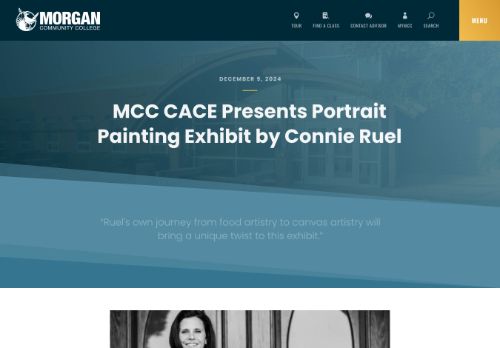 MORGAN
COMMUNITY COLLEGE
TOUR
FIND A CLASS
CONTACT ADVISOR
MYMCC
SEARCH
MENU
DECEMBER 5, 2024
MCC CACE Presents Portrait
Painting Exhibit by Connie Ruel
“Ruel’s own journey from food artistry to canvas artistry will
bring a unique twist to this exhibit.”